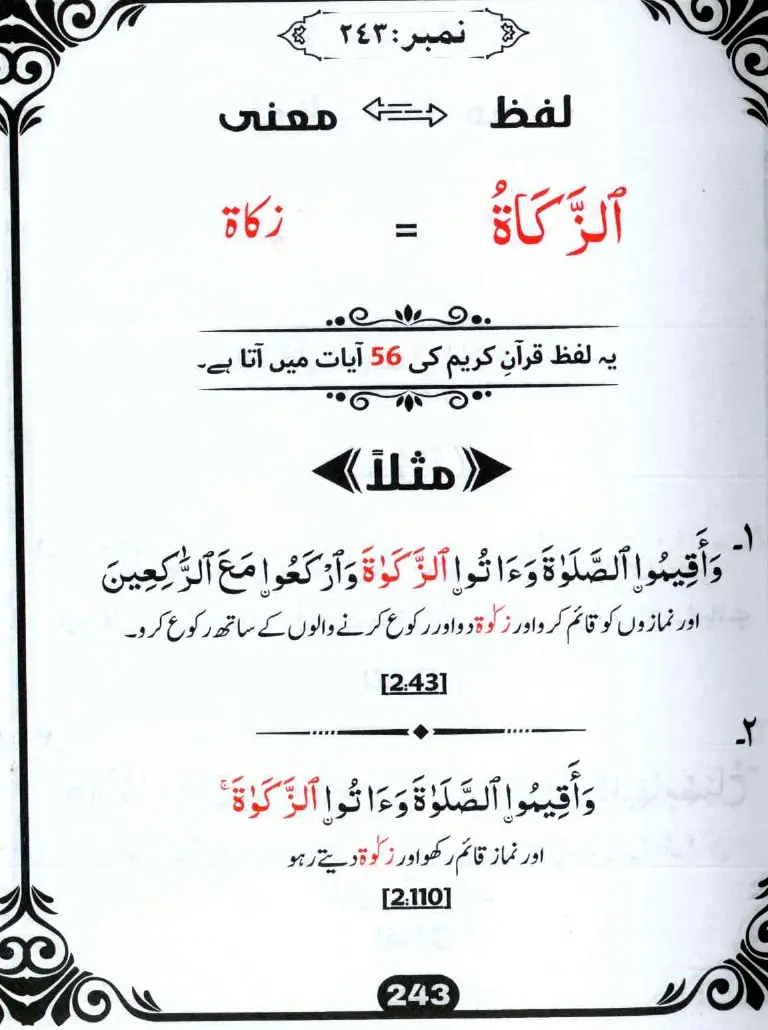 نمبر: ۲۴۳
لفظ ⇔ معنی
ٱلزَّكَاةُ = زکاۃ
یہ لفظ قرآنِ کریم کی 56 آیات میں آتا ہے۔
مثلاً
۱۔ وَأَقِيمُوا۟ ٱلصَّلَوٰةَ وَءَاتُوا۟ ٱلزَّكَوٰةَ وَٱرْكَعُوا۟ مَعَ ٱلرَّٰكِعِينَ
اور نمازوں کو قائم کرو اور زکوٰۃ دو اور رکوع کرنے والوں کے ساتھ رکوع کرو۔
[2:43]
۲۔
وَأَقِيمُوا۟ ٱلصَّلَوٰةَ وَءَاتُوا۟ ٱلزَّكَوٰةَ ۚ
اور نماز قائم رکھو اور زکوٰۃ دیتے رہو
[2:110]
243